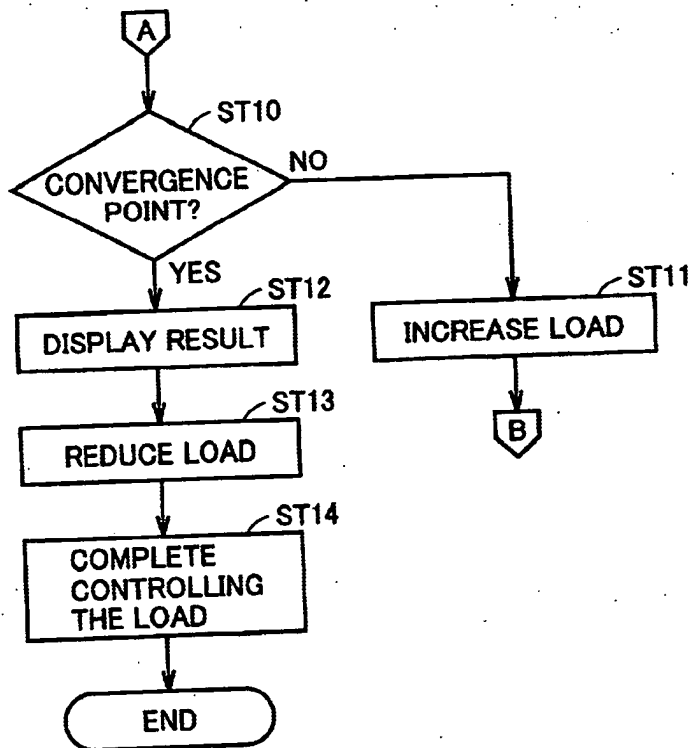 A
ST10
CONVERGENCE
POINT?
NO
YES
ST12
DISPLAY RESULT
ST11
INCREASE LOAD
B
ST13
REDUCE LOAD
ST14
COMPLETE
CONTROLLING
THE LOAD
END